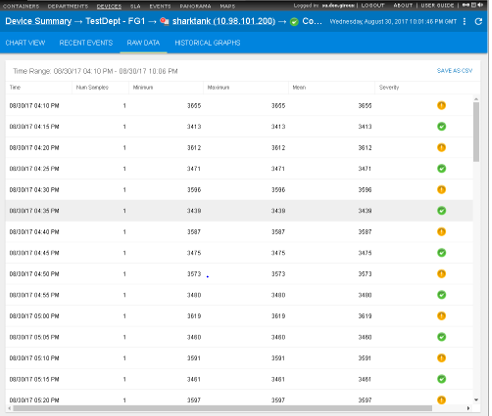 CONTAINERS DEPARTMENTS DEVICES SLA EVENTS PANORAMA MAPS LOGOUT ABOUT | USER GUIDE |
Device Summary → TestDept - FG1 → sharktank (10.98.101.200) → Co... Wednesday, August 30, 2017 10:01:46 PM GMT
CHART VIEW RECENT EVENTS RAW DATA HISTORICAL GRAPHS
Time Range: 08/30/17 04:10 PM - 08/30/17 10:06 PM SAVE AS CSV
Time Num Samples Minimum Maximum Mean Severity
08/30/17 04:10 PM 1 3655 3655 3655
08/30/17 04:15 PM 1 3413 3413 3413
08/30/17 04:20 PM 1 3612 3612 3612
08/30/17 04:25 PM 1 3471 3471 3471
08/30/17 04:30 PM 1 3596 3596 3596
08/30/17 04:35 PM 1 3439 3439 3439
08/30/17 04:40 PM 1 3587 3587 3587
08/30/17 04:45 PM 1 3475 3475 3475
08/30/17 04:50 PM 1 3573 3573 3573
08/30/17 04:55 PM 1 3480 3480 3480
08/30/17 05:00 PM 1 3619 3619 3619
08/30/17 05:05 PM 1 3460 3460 3460
08/30/17 05:10 PM 1 3591 3591 3591
08/30/17 05:15 PM 1 3461 3461 3461
08/30/17 05:20 PM 1 3597 3597 3597